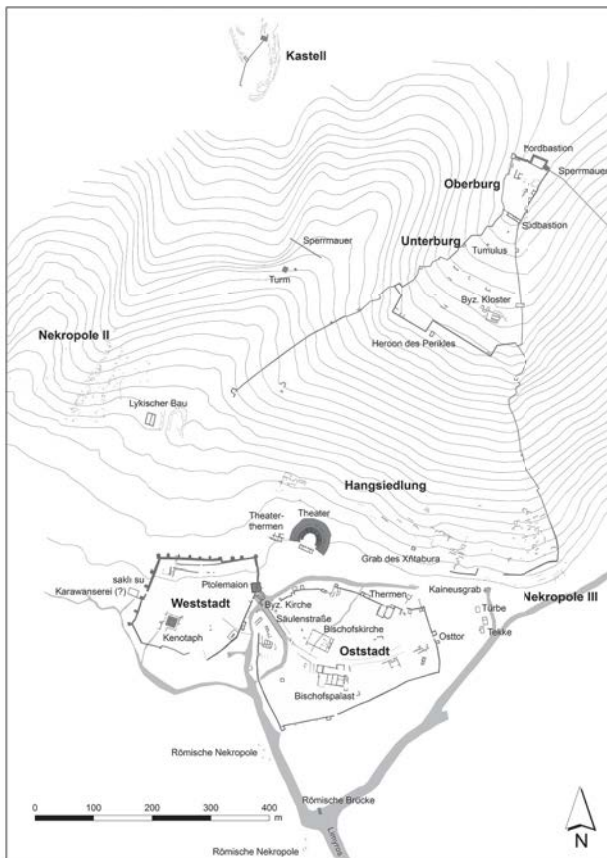 Kastell
Nordbastion
Sperrmauer
Oberburg
Südbastion
Unterburg
Sperrmauer
Tumulus
Turm
Byz. Kloster
Nekropole II
Heroon des Perikles
Lykischer Bau
Hangsiedlung
Theater-
thermen
Theater
Grab des Xñtabura
saklı su
Karawanserei (?)
Ptolemaion
Weststadt
Kenotaph
Byz. Kirche
Säulenstraße
Thermen
Bischofskirche
Oststadt
Osttor
Bischofspalast
Kaineusgrab
Nekropole III
Türbe
Tekke
Römische Nekropole
Römische Brücke
Limyros
0 100 200 300 400
m
Römische Nekropole
N